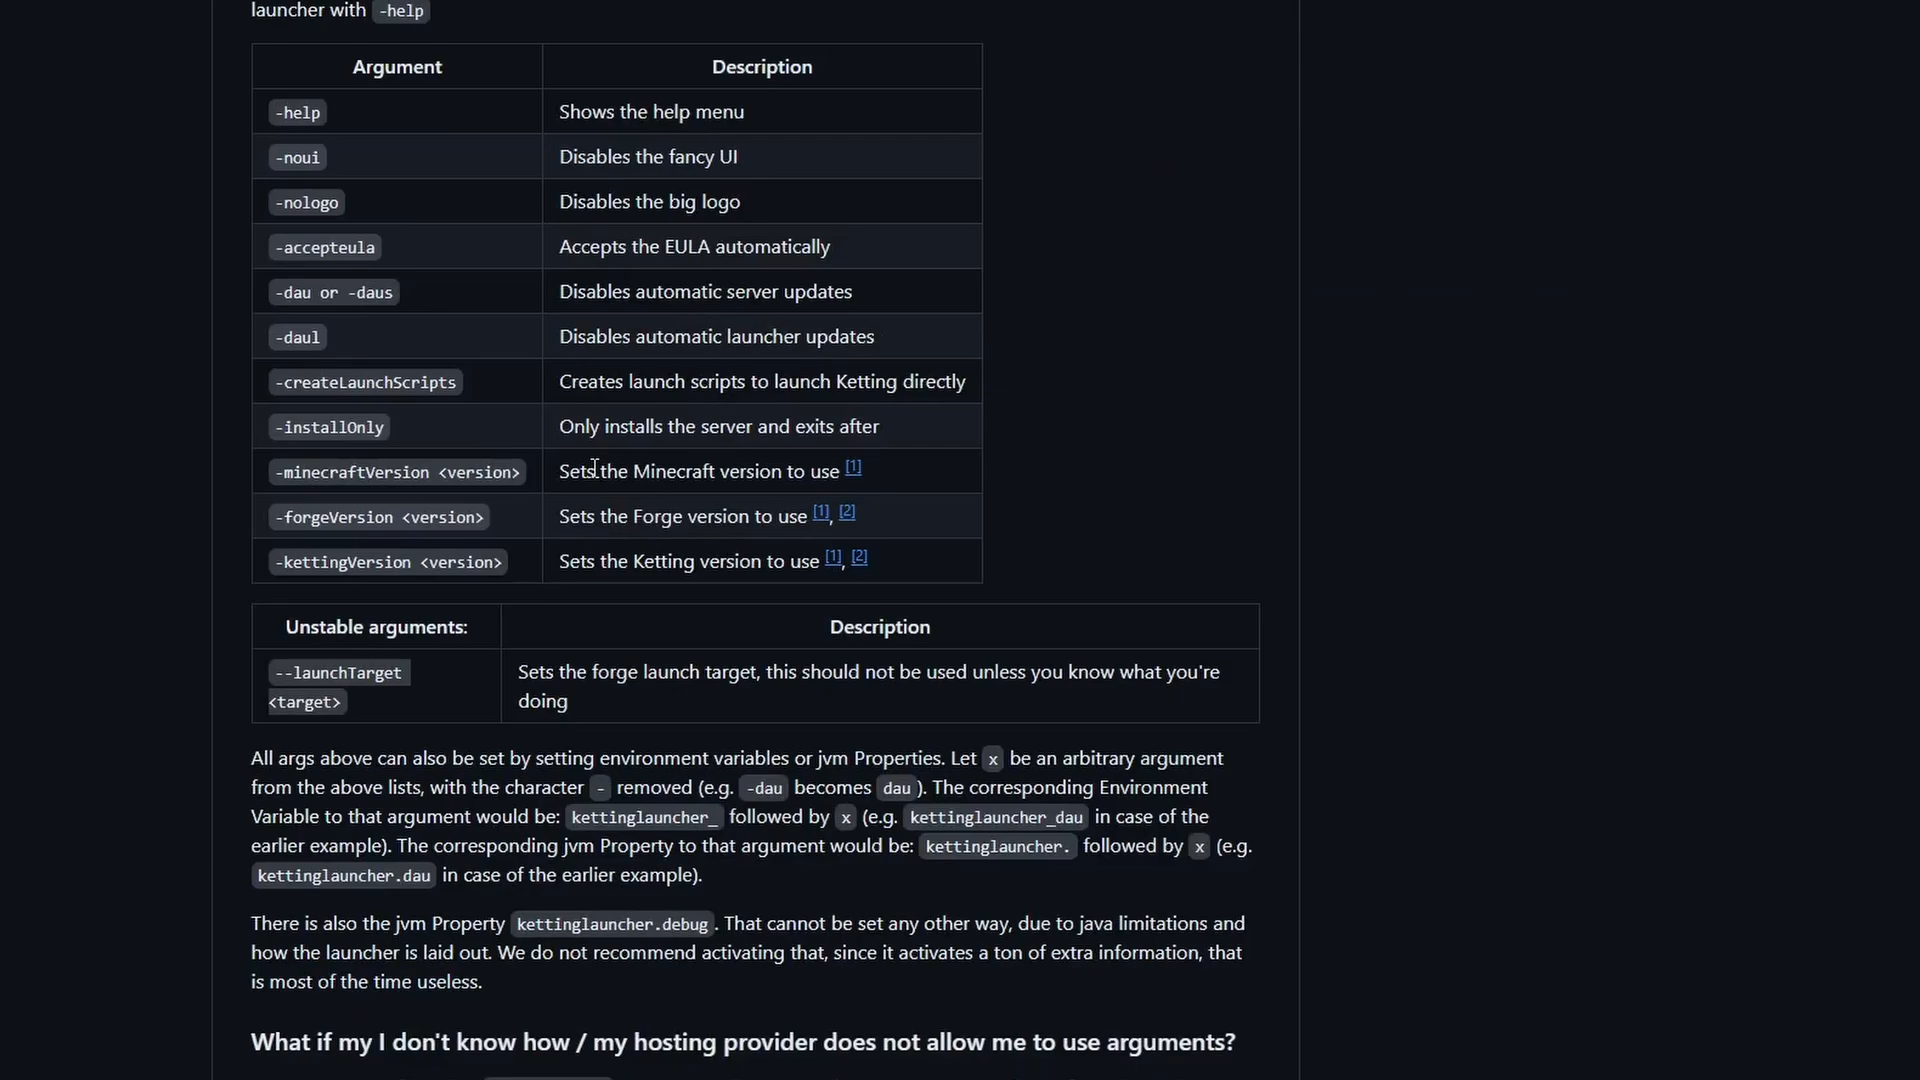 launcher with -help
Argument Description
-help Shows the help menu
-noui Disables the fancy UI
-nologo Disables the big logo
-accepteula Accepts the EULA automatically
-dau or -daus Disables automatic server updates
-daul Disables automatic launcher updates
-createLaunchScripts Creates launch scripts to launch Ketting directly
-installOnly Only installs the server and exits after
-minecraftVersion <version> Sets the Minecraft version to use [1]
-forgeVersion <version> Sets the Forge version to use [1], [2]
-kettingVersion <version> Sets the Ketting version to use [1], [2]
Unstable arguments: Description
--launchTarget Sets the forge launch target, this should not be used unless you know what you're
<target> doing
All args above can also be set by setting environment variables or jvm Properties. Let x be an arbitrary argument
from the above lists, with the character - removed (e.g. -dau becomes dau). The corresponding Environment
Variable to that argument would be: kettinglauncher_ followed by x (e.g. kettinglauncher_dau in case of the
earlier example). The corresponding jvm Property to that argument would be: kettinglauncher. followed by x (e.g.
kettinglauncher.dau in case of the earlier example).
There is also the jvm Property kettinglauncher.debug. That cannot be set any other way, due to java limitations and
how the launcher is laid out. We do not recommend activating that, since it activates a ton of extra information, that
is most of the time useless.
What if my I don't know how / my hosting provider does not allow me to use arguments?